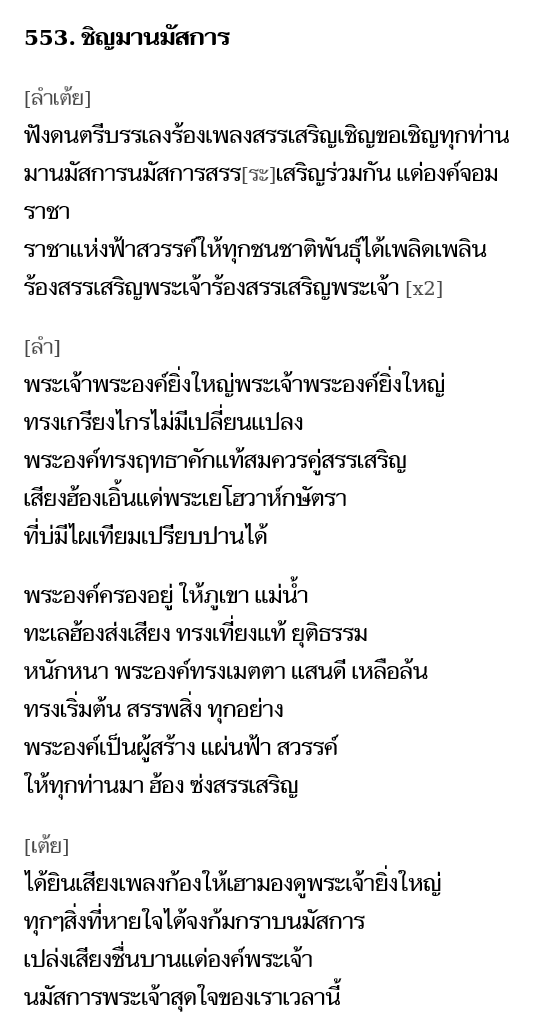 553. ชิญมานมัสการ
[ลำเต้ย]
ฟังดนตรีบรรเลงร้องเพลงสรรเสริญเชิญขอเชิญทุกท่าน
มานมัสการนมัสการสรร[ระ]เสริญร่วมกัน แด่องค์จอม
ราชา
ราชาแห่งฟ้าสวรรค์ให้ทุกชนชาติพันธุ์ได้เพลิดเพลิน
ร้องสรรเสริญพระเจ้าร้องสรรเสริญพระเจ้า [x2]
[ลำ]
พระเจ้าพระองค์ยิ่งใหญ่พระเจ้าพระองค์ยิ่งใหญ่
ทรงเกรียงไกรไม่มีเปลี่ยนแปลง
พระองค์ทรงฤทธาคักแท้สมควรคู่สรรเสริญ
เสียงฮ้องเอิ้นแด่พระเยโฮวาห์กษัตรา
ที่บ่มีไผเทียมเปรียบปานได้
พระองค์ครองอยู่ ให้ภูเขา แม่น้ำ
ทะเลฮ้องส่งเสียง ทรงเที่ยงแท้ ยุติธรรม
หนักหนา พระองค์ทรงเมตตา แสนดี เหลือล้น
ทรงเริ่มต้น สรรพสิ่ง ทุกอย่าง
พระองค์เป็นผู้สร้าง แผ่นฟ้า สวรรค์
ให้ทุกท่านมา ฮ้อง ซ่งสรรเสริญ
[เต้ย]
ได้ยินเสียงเพลงก้องให้เฮามองดูพระเจ้ายิ่งใหญ่
ทุกๆสิ่งที่หายใจได้จงก้มกราบนมัสการ
เปล่งเสียงชื่นบานแด่องค์พระเจ้า
นมัสการพระเจ้าสุดใจของเราเวลานี้